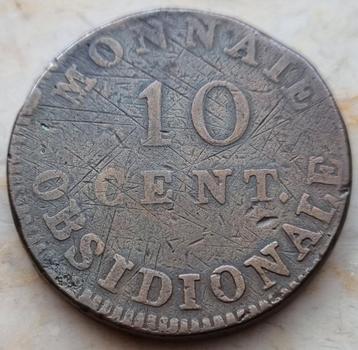 MONNAIE
10
CENT.
OBSIDIONALE